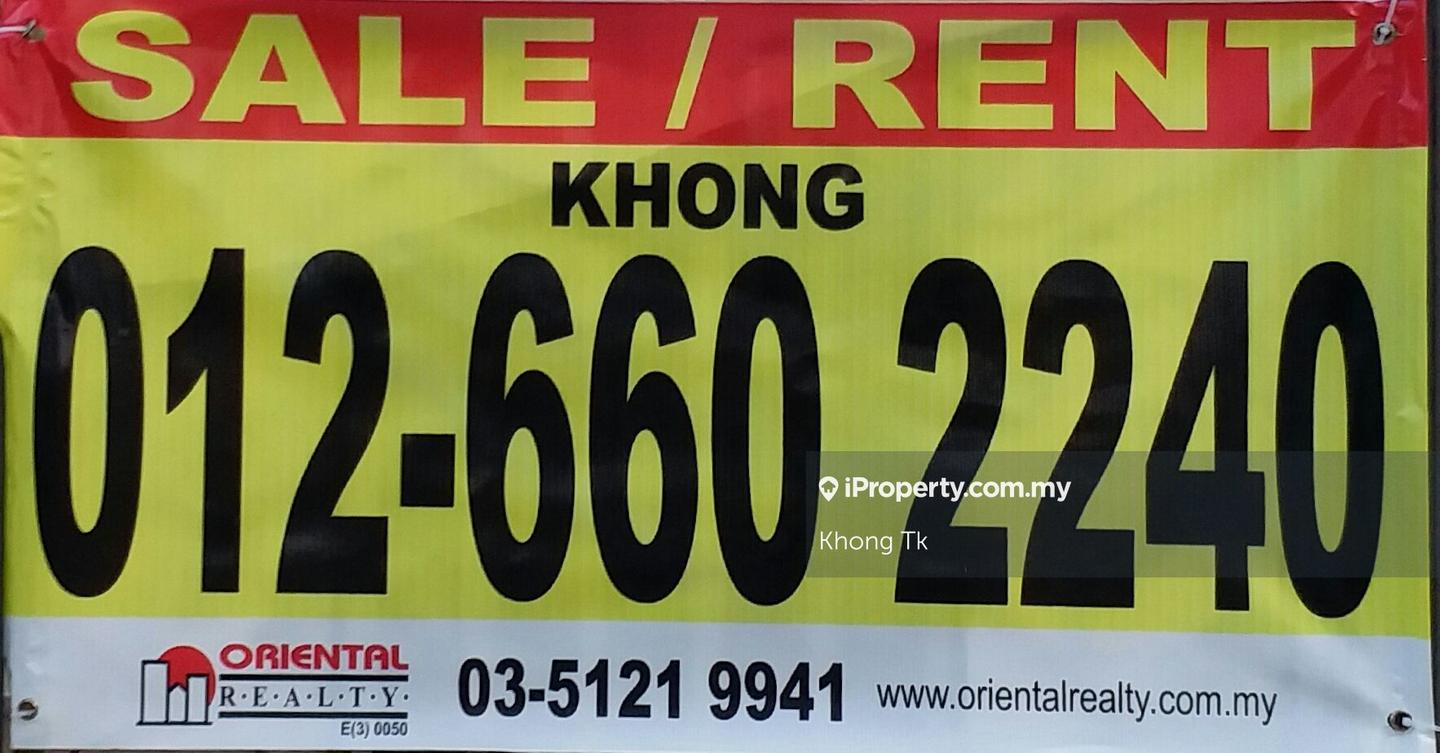 SALE / RENT
KHONG
012-660 2240
iProperty.com.my
Khong Tk
ORIENTAL
R·E·A·L·T·Y·
E(3) 0050
03-5121 9941
www.orientalrealty.com.my